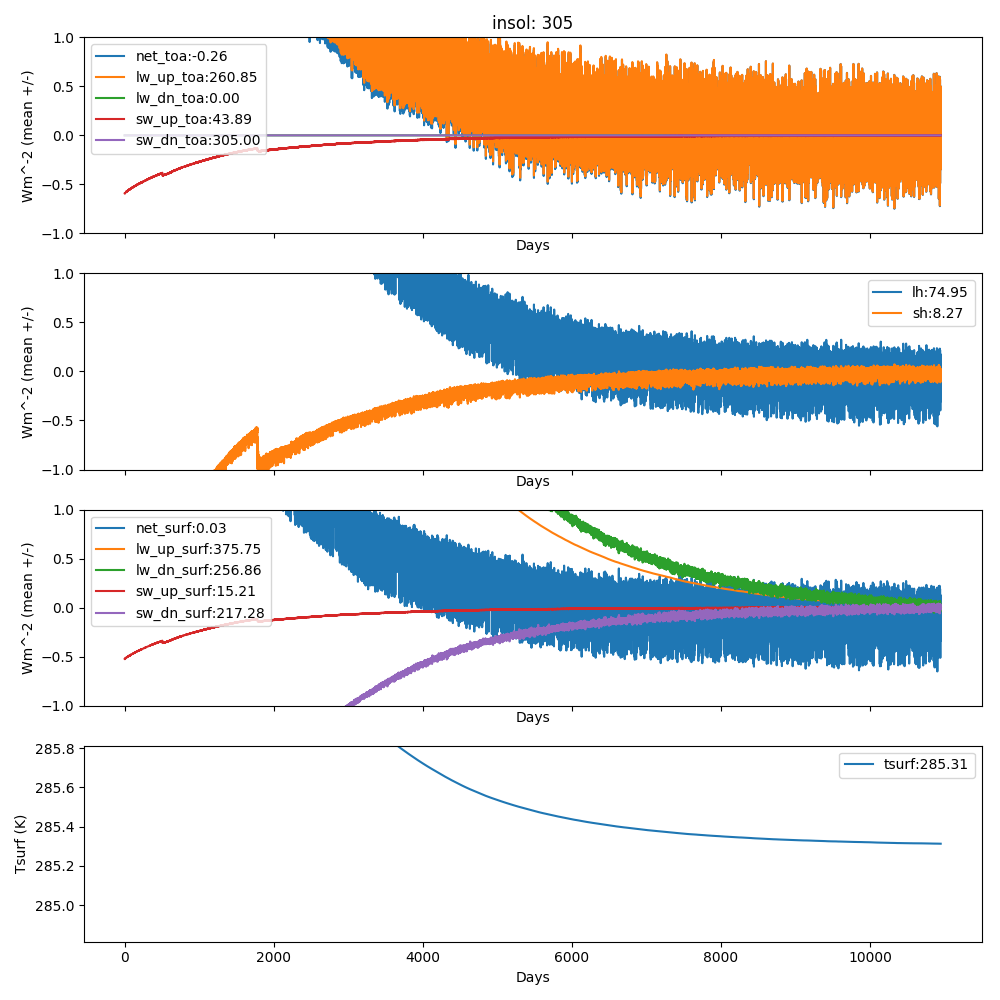 insol: 305
1.0
0.5
0.0
−0.5
−1.0
Wm^-2 (mean +/-)
net_toa:-0.26
lw_up_toa:260.85
lw_dn_toa:0.00
sw_up_toa:43.89
sw_dn_toa:305.00
Days
1.0
0.5
0.0
−0.5
−1.0
Wm^-2 (mean +/-)
lh:74.95
sh:8.27
Days
1.0
0.5
0.0
−0.5
−1.0
Wm^-2 (mean +/-)
net_surf:0.03
lw_up_surf:375.75
lw_dn_surf:256.86
sw_up_surf:15.21
sw_dn_surf:217.28
Days
285.8
285.6
285.4
285.2
285.0
Tsurf (K)
tsurf:285.31
0 2000 4000 6000 8000 10000
Days